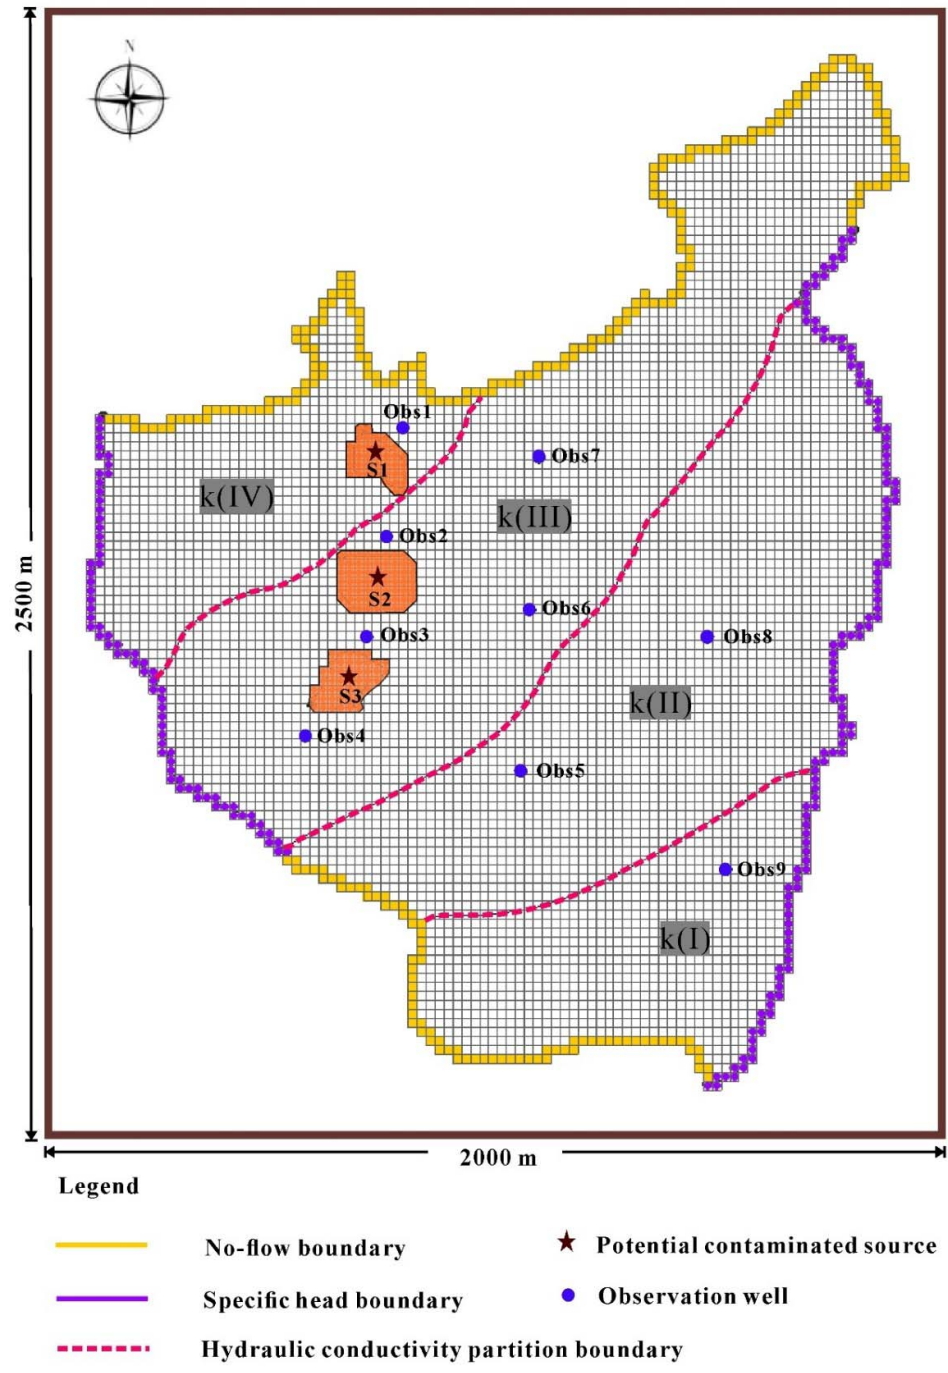 N
Obs1
S1
Obs7
k(IV)
k(III)
Obs2
S2
Obs6
Obs3
Obs8
S3
k(II)
Obs4
Obs5
Obs9
k(I)
2500 m
2000 m
Legend
No-flow boundary
Potential contaminated source
Specific head boundary
Observation well
Hydraulic conductivity partition boundary